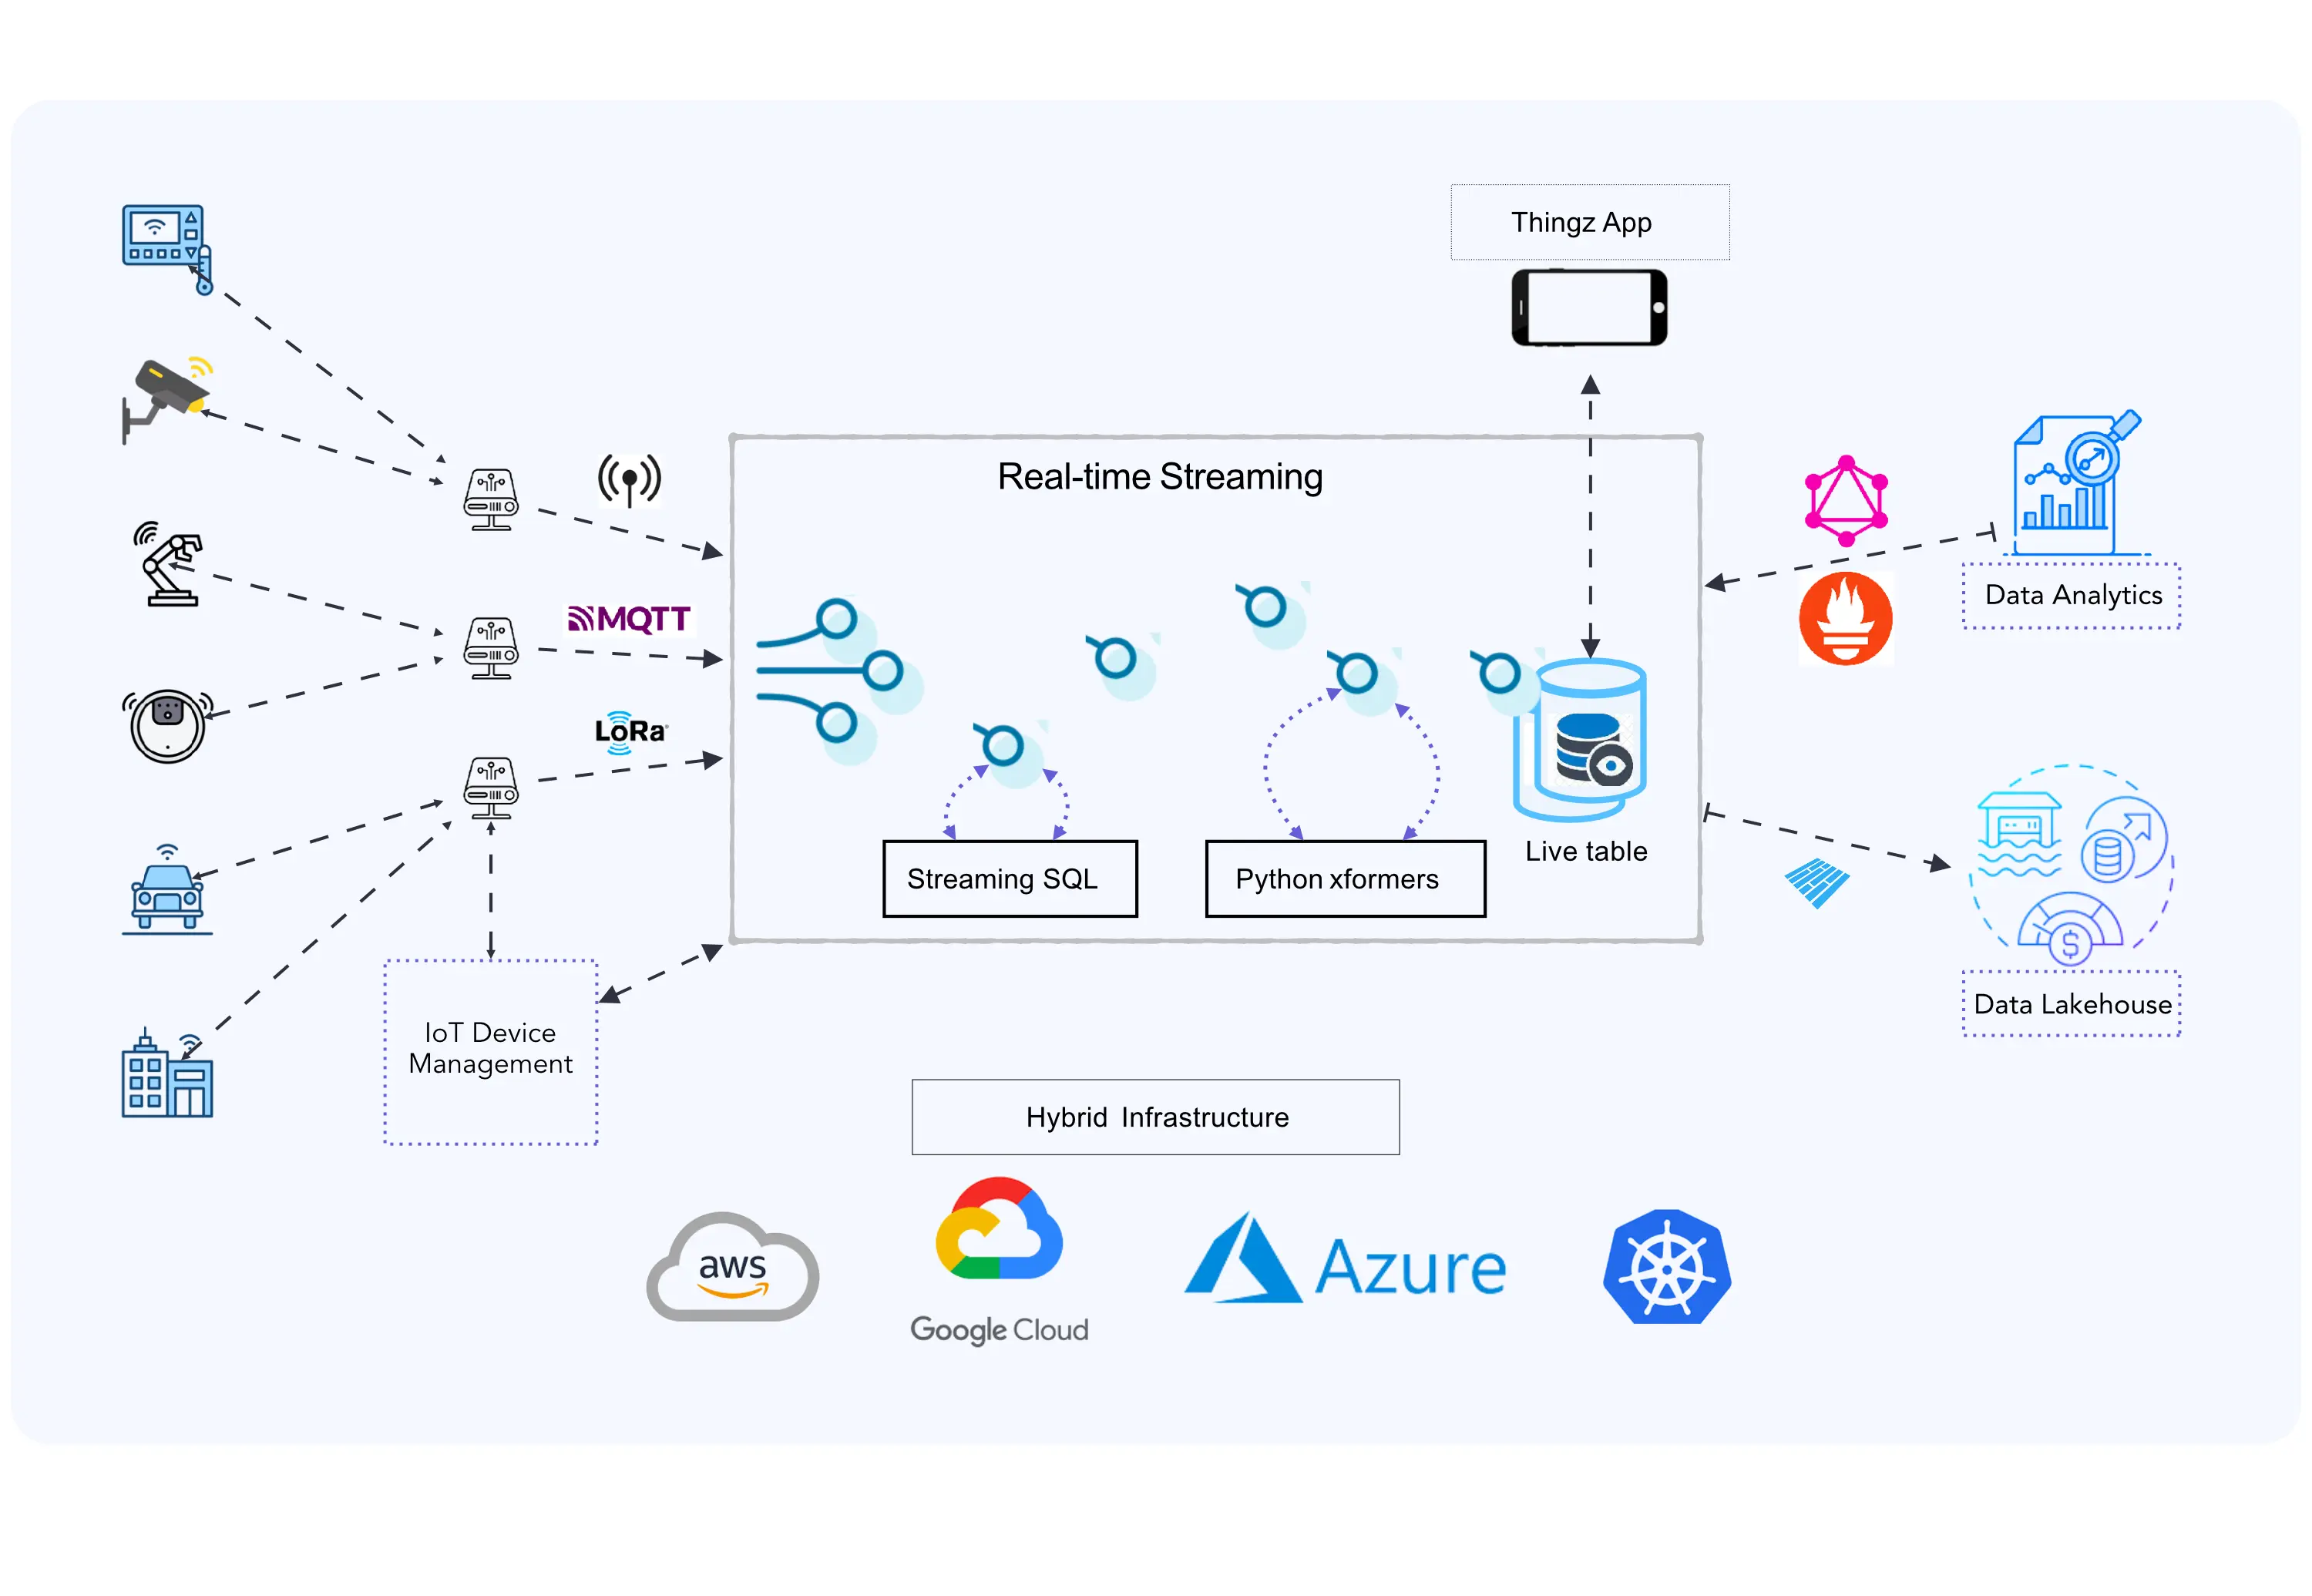 Thingz App
Real-time Streaming
MQTT
LoRa
Data Analytics
Live table
Streaming SQL
Python xformers
Data Lakehouse
IoT Device
Management
Hybrid Infrastructure
aws
Azure
Google Cloud